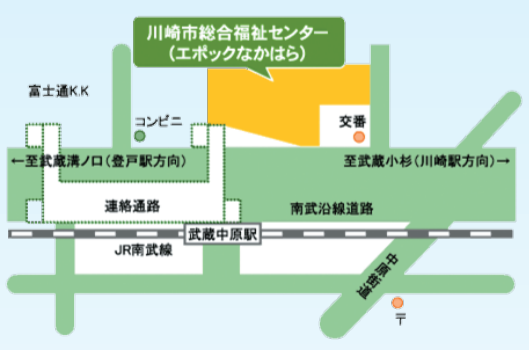 川崎市総合福祉センター
(エポックなかはら)
富士通K.K
コンビニ
交番
←至武蔵溝ノ口(登戸駅方向)
至武蔵小杉(川崎駅方向)→
連絡通路
南武沿線道路
武蔵中原駅
JR南武線
中原街道
〒